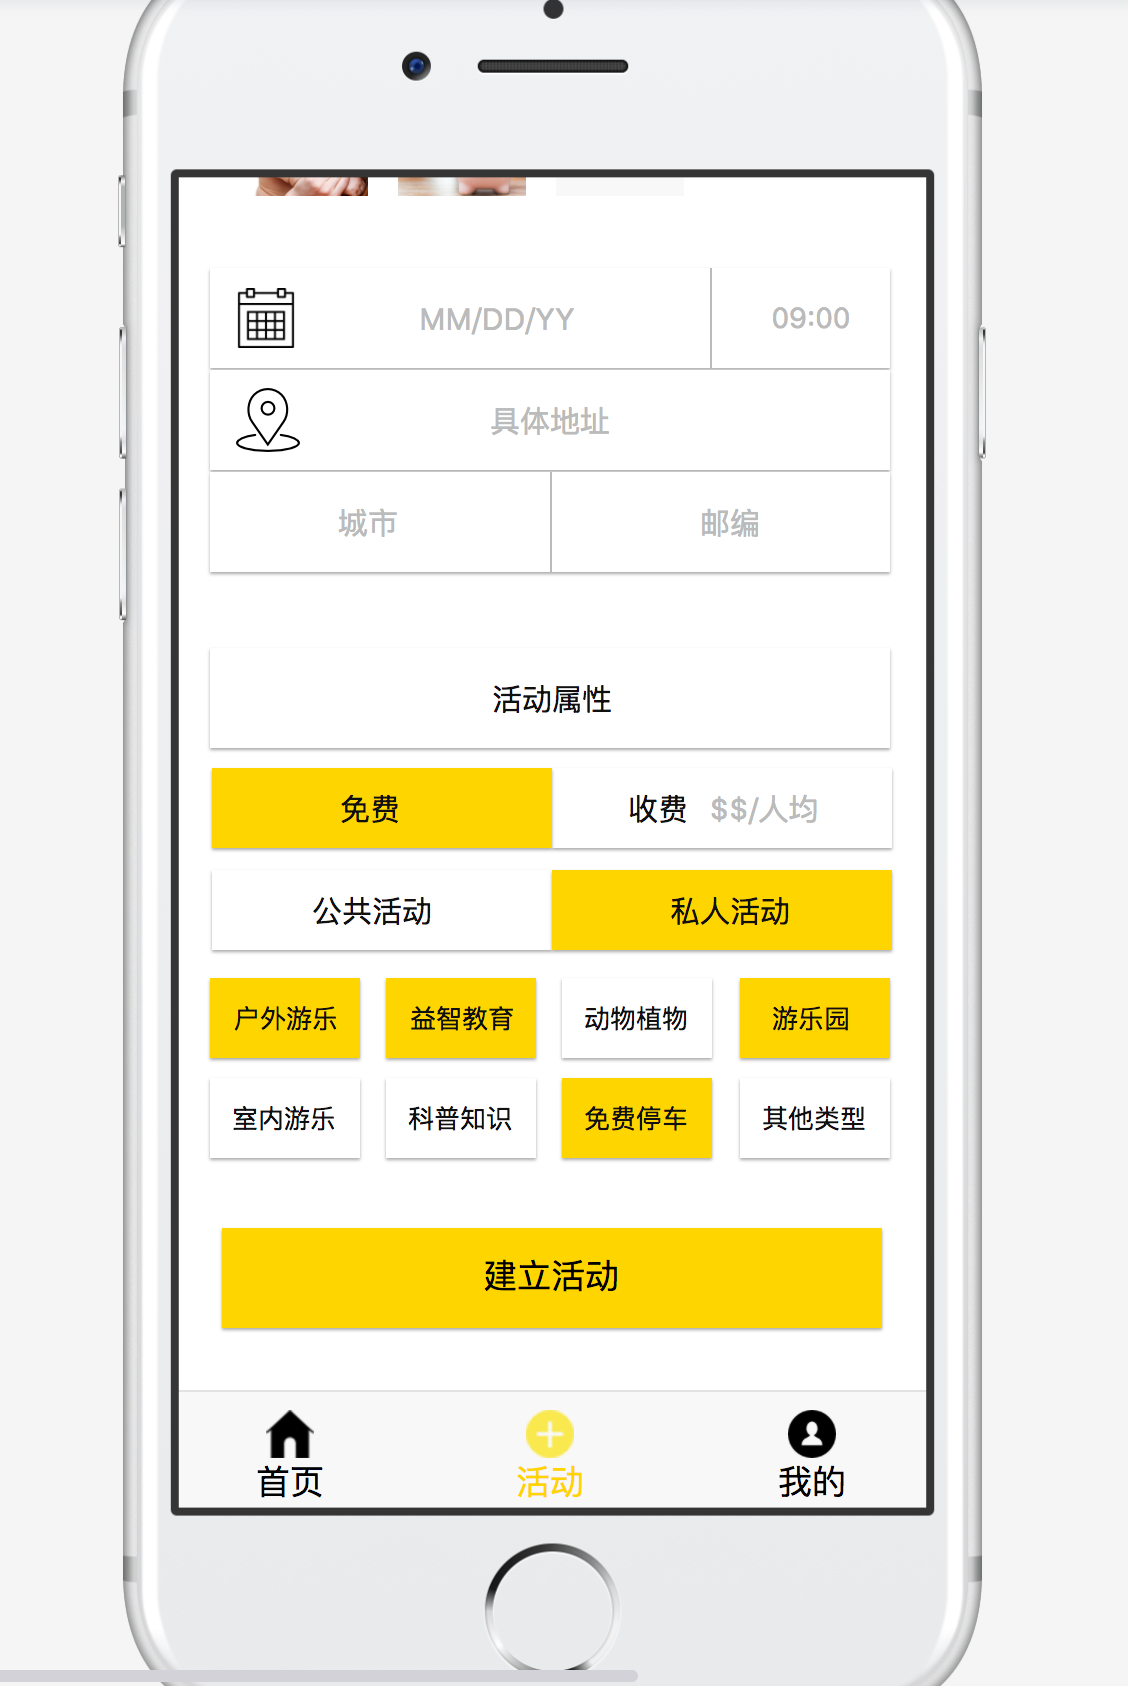 MM/DD/YY 09:00
具体地址
城市 邮编
活动属性
免费 收费 $$/人均
公共活动 私人活动
户外游乐 益智教育 动物植物 游乐园
室内游乐 科普知识 免费停车 其他类型
建立活动
首页 活动 我的